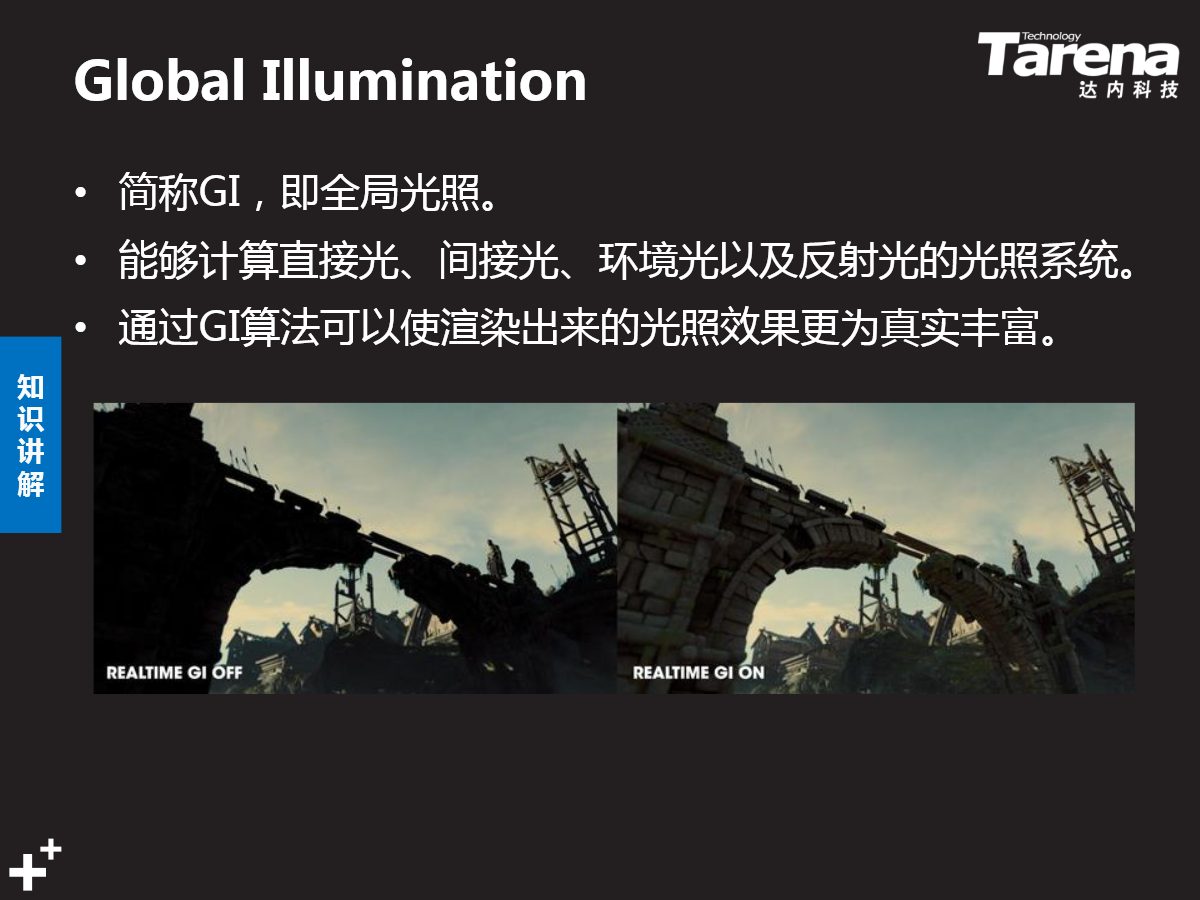 Global Illumination
Technology
Tarena
达内科技
• 简称GI，即全局光照。
• 能够计算直接光、间接光、环境光以及反射光的光照系统。
• 通过GI算法可以使渲染出来的光照效果更为真实丰富。
知
识
讲
解
REALTIME GI OFF
REALTIME GI ON